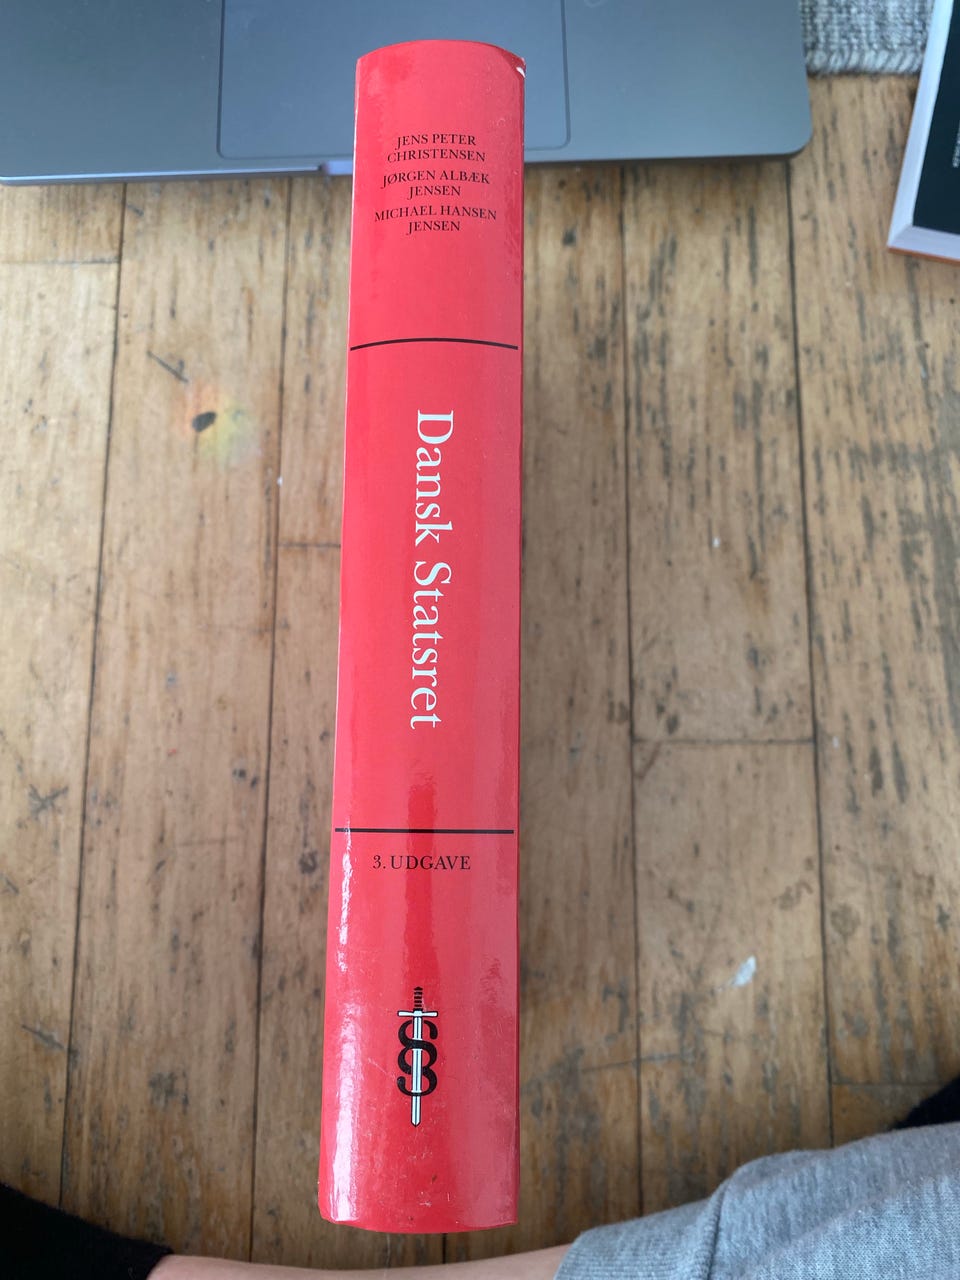 JENS PETER
CHRISTENSEN
JØRGEN ALBÆK
JENSEN
MICHAEL HANSEN
JENSEN
Dansk Statsret
3. UDGAVE